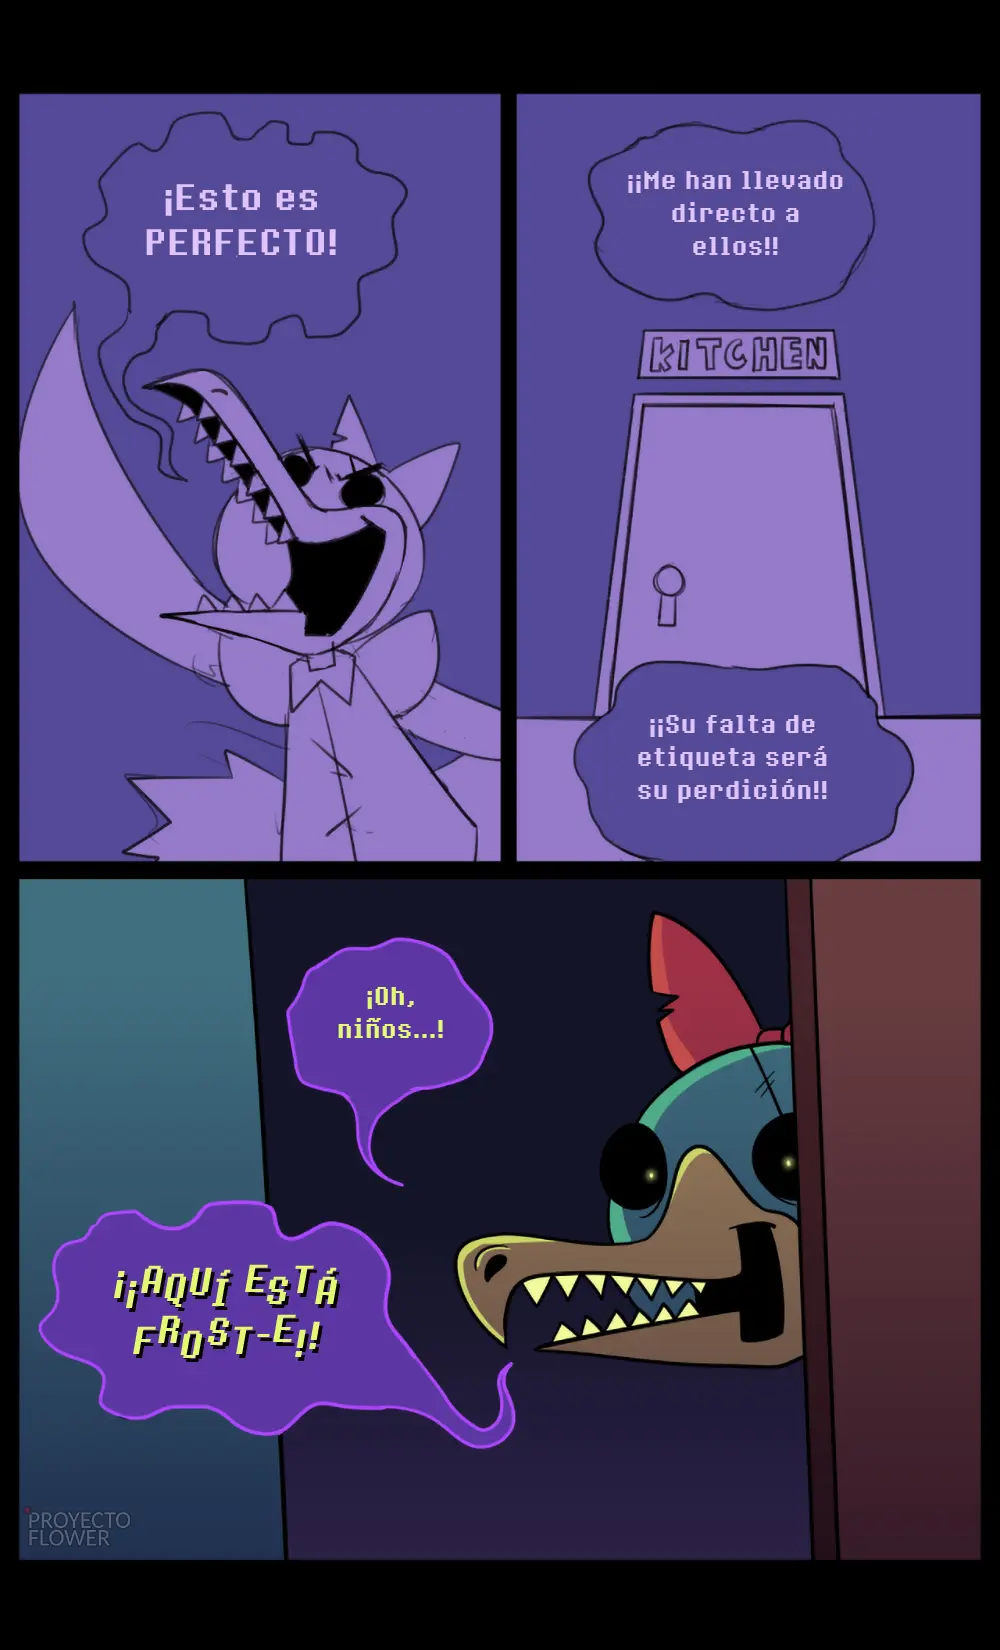 ¡Esto es
PERFECTO!
¡¡Me han llevado
directo a
ellos!!
KITCHEN
¡¡Su falta de
etiqueta será
su perdición!!
¡Oh,
niños...!
¡¡AQUÍ ESTÁ
FROST-E!!
PROYECTO
FLOWER